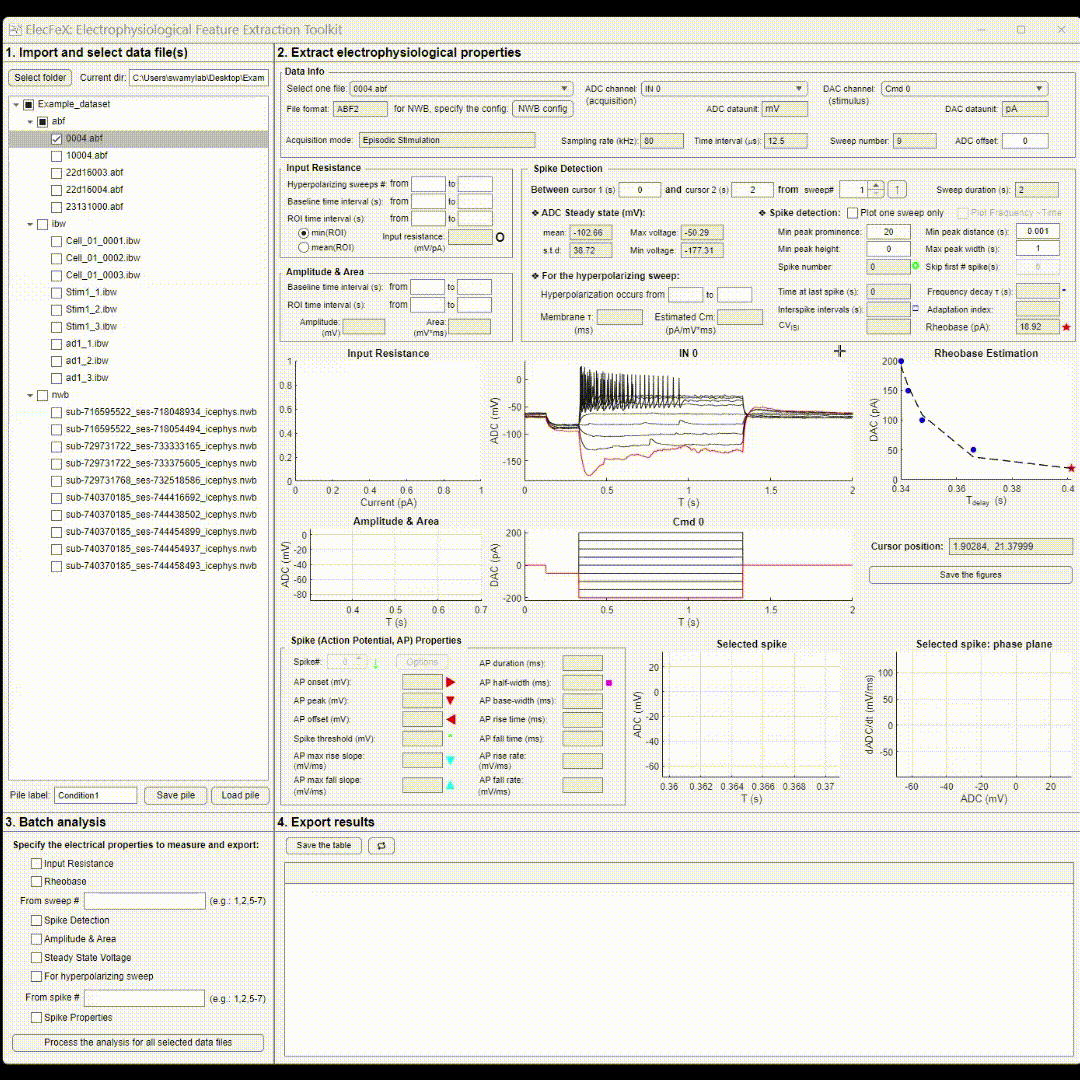 ElecFeX: Electrophysiological Feature Extraction Toolkit
1. Import and select data file(s)
Select folder Current dir: C:\Users\swamylab\Desktop\Exam
Example_dataset
abf
0004.abf
10004.abf
22d16003.abf
22d16004.abf
23131000.abf
ibw
Cell_01_0001.ibw
Cell_01_0002.ibw
Cell_01_0003.ibw
Stim1_1.ibw
Stim1_2.ibw
Stim1_3.ibw
ad1_1.ibw
ad1_2.ibw
ad1_3.ibw
nwb
sub-716595522_ses-718048934_icephys.nwb
sub-716595522_ses-718054494_icephys.nwb
sub-729731722_ses-733333165_icephys.nwb
sub-729731722_ses-733375605_icephys.nwb
sub-729731768_ses-732518586_icephys.nwb
sub-740370185_ses-744416692_icephys.nwb
sub-740370185_ses-744438502_icephys.nwb
sub-740370185_ses-744454899_icephys.nwb
sub-740370185_ses-744454937_icephys.nwb
sub-740370185_ses-744458493_icephys.nwb
Pile label: Condition1 Save pile Load pile
2. Extract electrophysiological properties
Data Info
Select one file: 0004.abf ADC channel: IN 0 DAC channel: Cmd 0
(acquisition) (stimulus)
File format: ABF2 for NWB, specify the config: NWB config ADC dataunit: mV DAC dataunit: pA
Acquisition mode: Episodic Stimulation Sampling rate (kHz): 80 Time interval (µs): 12.5 Sweep number: 9 ADC offset: 0
Input Resistance
Hyperpolarizing sweeps #: from to
Baseline time interval (s): from to
ROI time interval (s): from to
min(ROI) Input resistance:
mean(ROI) (mV/pA)
Amplitude & Area
Baseline time interval (s): from to
ROI time interval (s): from to
Amplitude: Area:
(mV) (mV*ms)
Spike Detection
Between cursor 1 (s) 0 and cursor 2 (s) 2 from sweep# 1 ↑ Sweep duration (s): 2
❖ ADC Steady state (mV):
mean: -102.66 Max voltage: -50.29
s.t.d: 38.72 Min voltage: -177.31
❖ For the hyperpolarizing sweep:
Hyperpolarization occurs from to
Membrane τ: Estimated Cm:
(ms) (pA/mV*ms)
❖ Spike detection: Plot one sweep only Plot Frequency ~Time
Min peak prominence: 20 Min peak distance (s): 0.001
Min peak height: 0 Max peak width (s): 1
Spike number: 0 Skip first # spike(s): 0
Time at last spike (s): 0 Frequency decay τ (s):
Interspike intervals (s): Adaptation index:
CVISI Rheobase (pA): 18.92
Input Resistance
1
0.8
0.6
0.4
0.2
0
0 0.2 0.4 0.6 0.8 1
Current (pA)
IN 0
ADC (mV)
0
-50
-100
-150
0 0.5 1 1.5 2
T (s)
Rheobase Estimation
DAC (pA)
200
150
100
50
0
0.34 0.36 0.38 0.4
Tdelay (s)
Amplitude & Area
ADC (mV)
0
-20
-40
-60
-80
0.4 0.5 0.6 0.7
T (s)
Cmd 0
DAC (pA)
200
0
-200
0 0.5 1 1.5 2
T (s)
Cursor position: 1.90284, 21.37999
Save the figures
Spike (Action Potential, AP) Properties
Spike#: 0 ↓ Options AP duration (ms):
AP onset (mV): AP half-width (ms):
AP peak (mV): AP base-width (ms):
AP offset (mV): AP rise time (ms):
Spike threshold (mV): AP fall time (ms):
AP max rise slope: AP rise rate:
(mV/ms) (mV/ms)
AP max fall slope: AP fall rate:
(mV/ms) (mV/ms)
Selected spike
ADC (mV)
20
0
-20
-40
-60
0.36 0.362 0.364 0.366 0.368 0.37
T (s)
Selected spike: phase plane
dADC/dt (mV/ms)
100
50
0
-50
-60 -40 -20 0 20
ADC (mV)
3. Batch analysis
Specify the electrical properties to measure and export:
Input Resistance
Rheobase
From sweep # (e.g.: 1,2,5-7)
Spike Detection
Amplitude & Area
Steady State Voltage
For hyperpolarizing sweep
From spike # (e.g.: 1,2,5-7)
Spike Properties
Process the analysis for all selected data files
4. Export results
Save the table